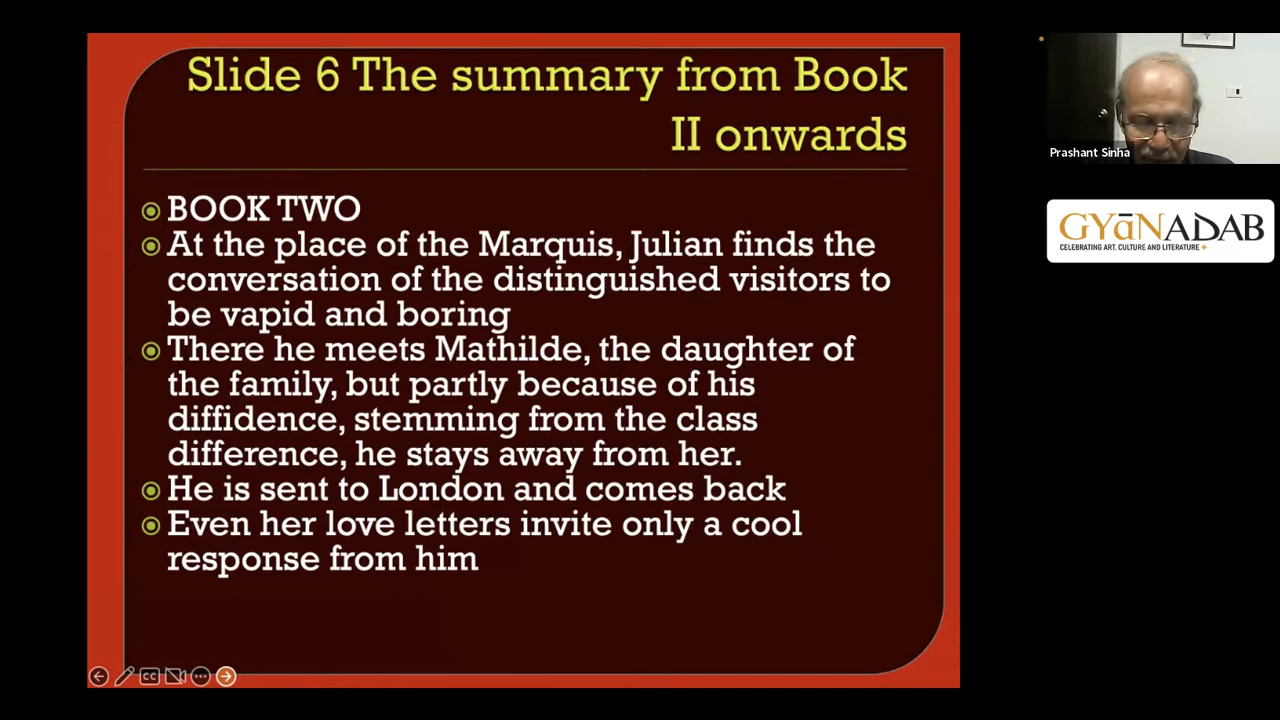 Slide 6 The summary from Book
II onwards
BOOK TWO
At the place of the Marquis, Julian finds the
conversation of the distinguished visitors to
be vapid and boring
There he meets Mathilde, the daughter of
the family, but partly because of his
diffidence, stemming from the class
difference, he stays away from her.
He is sent to London and comes back
Even her love letters invite only a cool
response from him
CC
Prashant Sinha
GYāNADAB
CELEBRATING ART, CULTURE AND LITERATURE